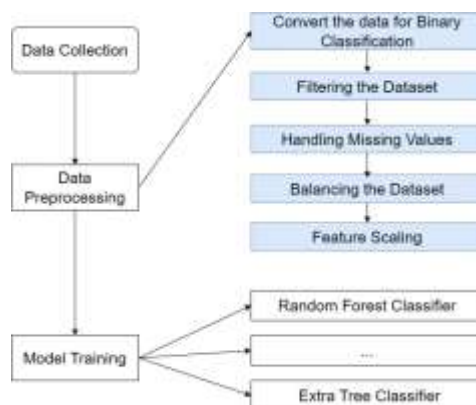 Data Collection
Data
Preprocessing
Model Training
Convert the data for Binary
Classification
Filtering the Dataset
Handling Missing Values
Balancing the Dataset
Feature Scaling
Random Forest Classifier
...
Extra Tree Classifier